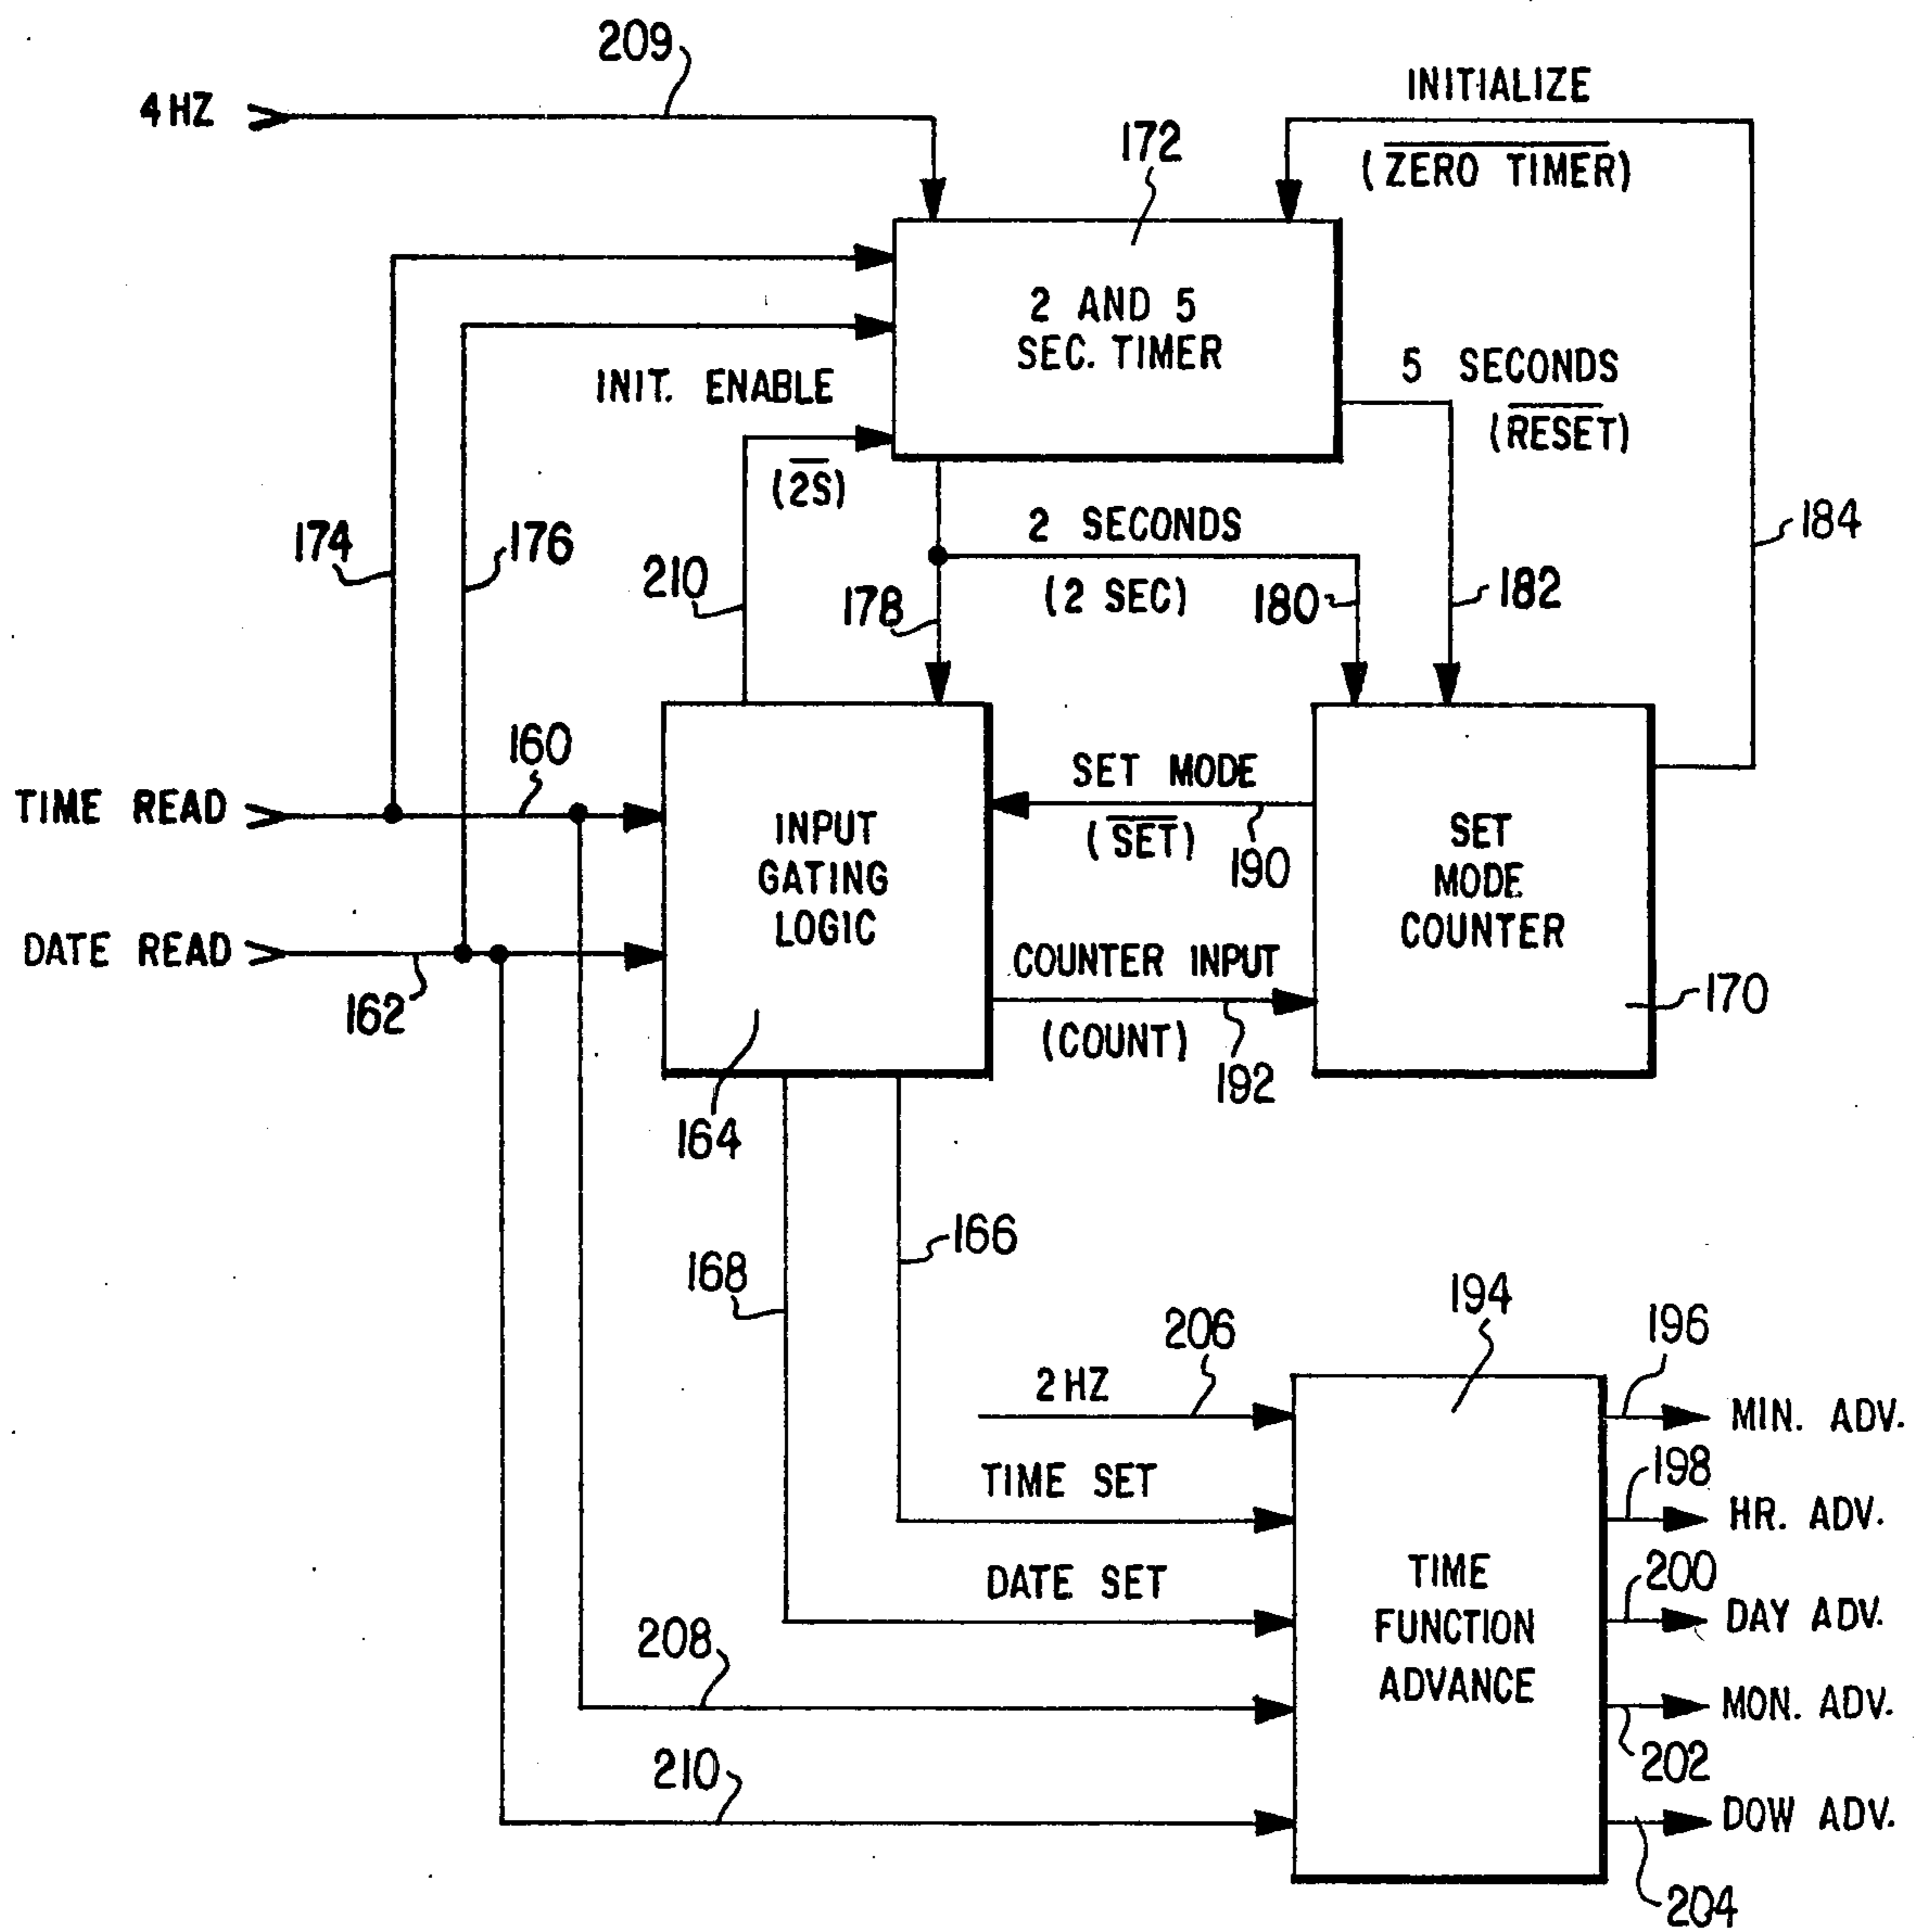 209
4 HZ
INITIALIZE
(ZERO TIMER)
172
2 AND 5
SEC. TIMER
INIT. ENABLE
(2S)
5 SECONDS
(RESET)
174
176
210
178
2 SECONDS
(2 SEC)
180
182
184
160
TIME READ
DATE READ
162
INPUT
GATING
LOGIC
164
SET MODE
(SET)
190
COUNTER INPUT
(COUNT)
192
SET
MODE
COUNTER
170
168
166
194
206
2 HZ
TIME SET
DATE SET
208
210
TIME
FUNCTION
ADVANCE
196
MIN. ADV.
198
HR. ADV.
200
DAY ADV.
MON. ADV.
202
DOW ADV.
204